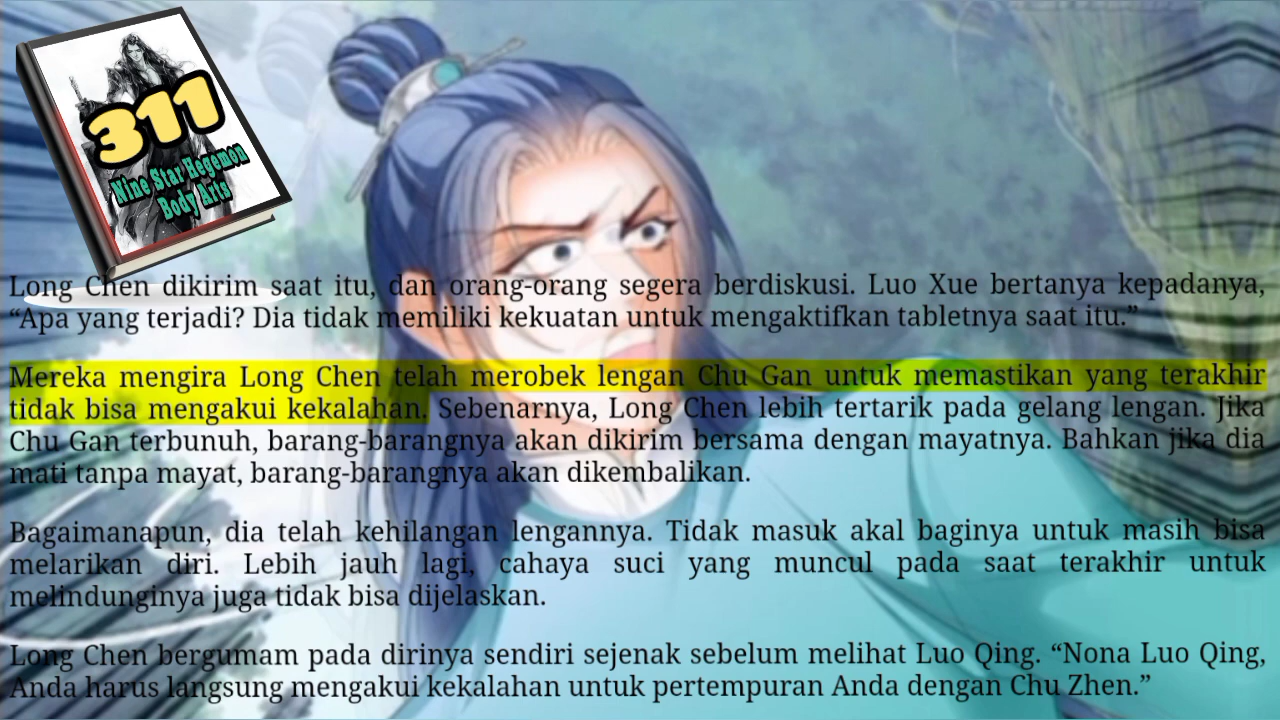 311
Nine Star Hegemon
Body Arts
Long Chen dikirim saat itu, dan orang-orang segera berdiskusi. Luo Xue bertanya kepadanya,
“Apa yang terjadi? Dia tidak memiliki kekuatan untuk mengaktifkan tabletnya saat itu.”
Mereka mengira Long Chen telah merobek lengan Chu Gan untuk memastikan yang terakhir
tidak bisa mengakui kekalahan. Sebenarnya, Long Chen lebih tertarik pada gelang lengan. Jika
Chu Gan terbunuh, barang-barangnya akan dikirim bersama dengan mayatnya. Bahkan jika dia
mati tanpa mayat, barang-barangnya akan dikembalikan.
Bagaimanapun, dia telah kehilangan lengannya. Tidak masuk akal baginya untuk masih bisa
melarikan diri. Lebih jauh lagi, cahaya suci yang muncul pada saat terakhir untuk
melindunginya juga tidak bisa dijelaskan.
Long Chen bergumam pada dirinya sendiri sejenak sebelum melihat Luo Qing. “Nona Luo Qing,
Anda harus langsung mengakui kekalahan untuk pertempuran Anda dengan Chu Zhen.”